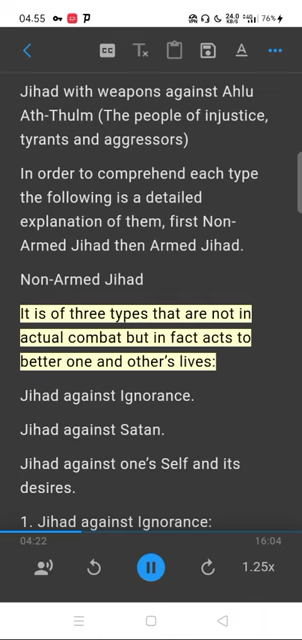 04.55
24.0
KB/S
76%
CC
Jihad with weapons against Ahlu
Ath-Thulm (The people of injustice,
tyrants and aggressors)
In order to comprehend each type
the following is a detailed
explanation of them, first Non-
Armed Jihad then Armed Jihad.
Non-Armed Jihad
It is of three types that are not in
actual combat but in fact acts to
better one and other's lives:
Jihad against Ignorance.
Jihad against Satan.
Jihad against one's Self and its
desires.
1. Jihad against Ignorance:
04:22 16:04
1.25x